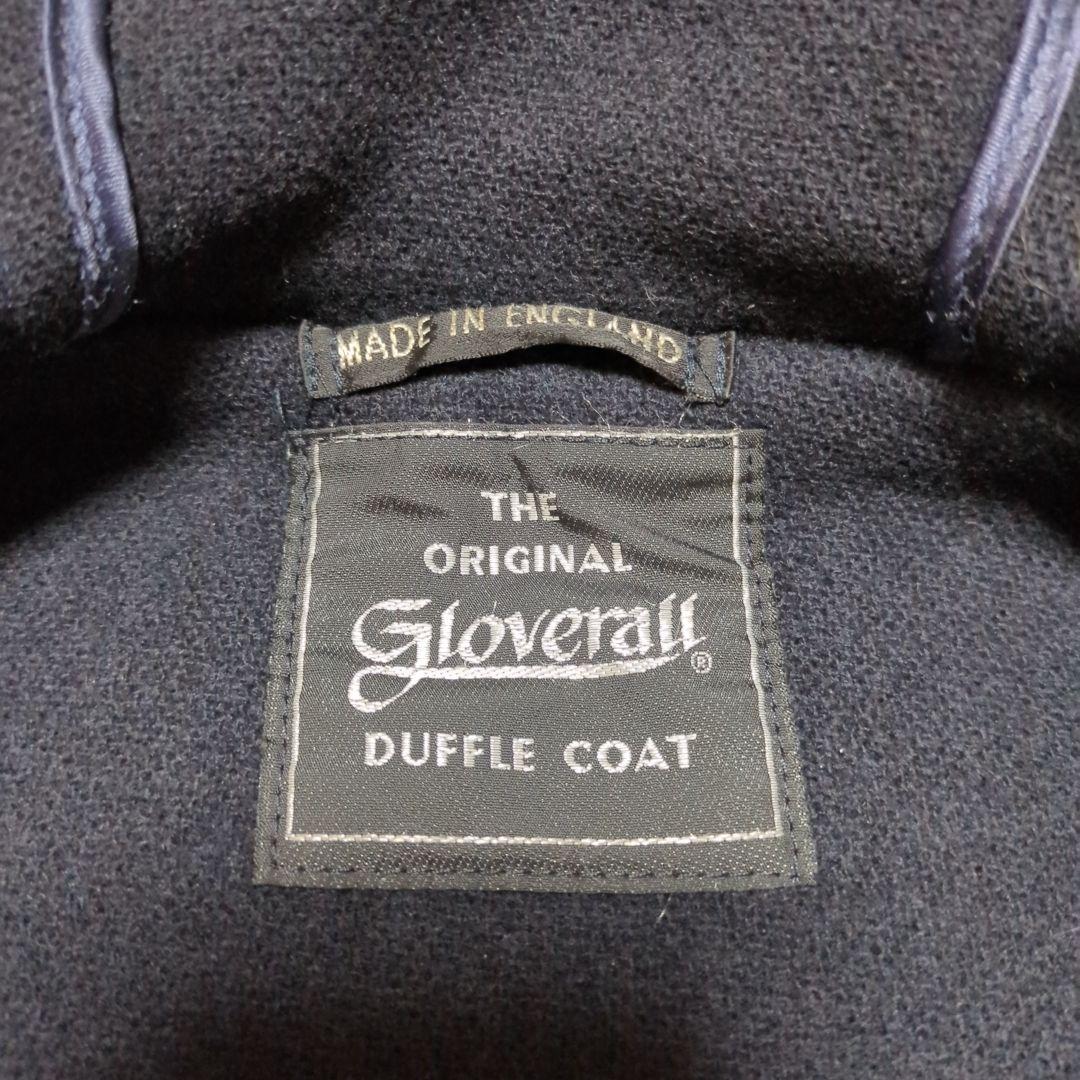 MADE IN ENGLAND
THE
ORIGINAL
Gloverall®
DUFFLE COAT